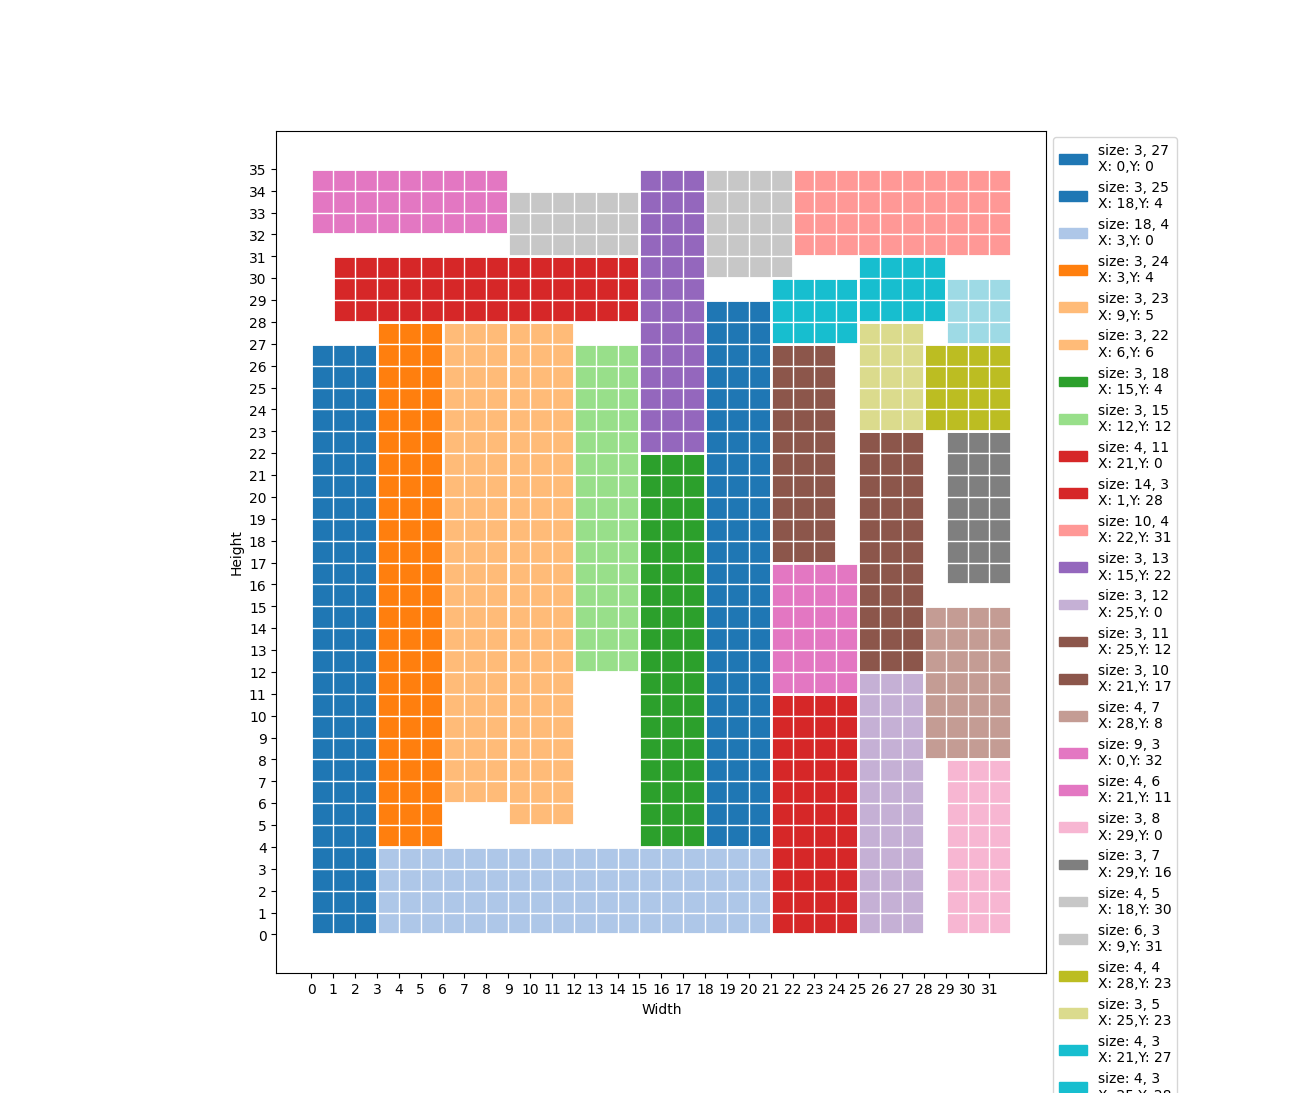 35
34
33
32
31
30
29
28
27
26
25
24
23
22
21
20
19
18
17
16
15
14
13
12
11
10
9
8
7
6
5
4
3
2
1
0
Height
0 1 2 3 4 5 6 7 8 9 10 11 12 13 14 15 16 17 18 19 20 21 22 23 24 25 26 27 28 29 30 31
Width
size: 3, 27
X: 0,Y: 0
size: 3, 25
X: 18,Y: 4
size: 18, 4
X: 3,Y: 0
size: 3, 24
X: 3,Y: 4
size: 3, 23
X: 9,Y: 5
size: 3, 22
X: 6,Y: 6
size: 3, 18
X: 15,Y: 4
size: 3, 15
X: 12,Y: 12
size: 4, 11
X: 21,Y: 0
size: 14, 3
X: 1,Y: 28
size: 10, 4
X: 22,Y: 31
size: 3, 13
X: 15,Y: 22
size: 3, 12
X: 25,Y: 0
size: 3, 11
X: 25,Y: 12
size: 3, 10
X: 21,Y: 17
size: 4, 7
X: 28,Y: 8
size: 9, 3
X: 0,Y: 32
size: 4, 6
X: 21,Y: 11
size: 3, 8
X: 29,Y: 0
size: 3, 7
X: 29,Y: 16
size: 4, 5
X: 18,Y: 30
size: 6, 3
X: 9,Y: 31
size: 4, 4
X: 28,Y: 23
size: 3, 5
X: 25,Y: 23
size: 4, 3
X: 21,Y: 27
size: 4, 3
X: 25,Y: 28